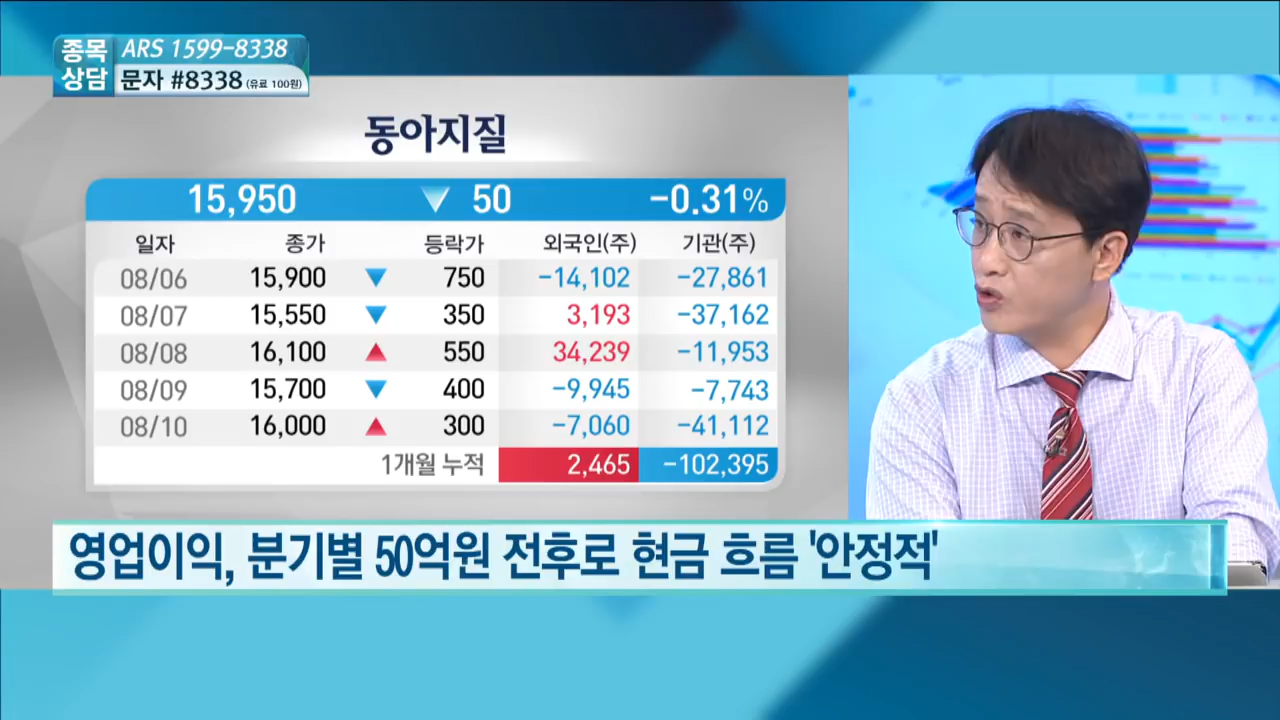 종목 상담
ARS 1599-8338
문자 #8338 (유료 100원)
동아지질
15,950 ▼ 50 -0.31%
일자 종가 등락가 외국인(주) 기관(주)
08/06 15,900 ▼ 750 -14,102 -27,861
08/07 15,550 ▼ 350 3,193 -37,162
08/08 16,100 ▲ 550 34,239 -11,953
08/09 15,700 ▼ 400 -9,945 -7,743
08/10 16,000 ▲ 300 -7,060 -41,112
1개월 누적 2,465 -102,395
영업이익, 분기별 50억원 전후로 현금 흐름 '안정적'